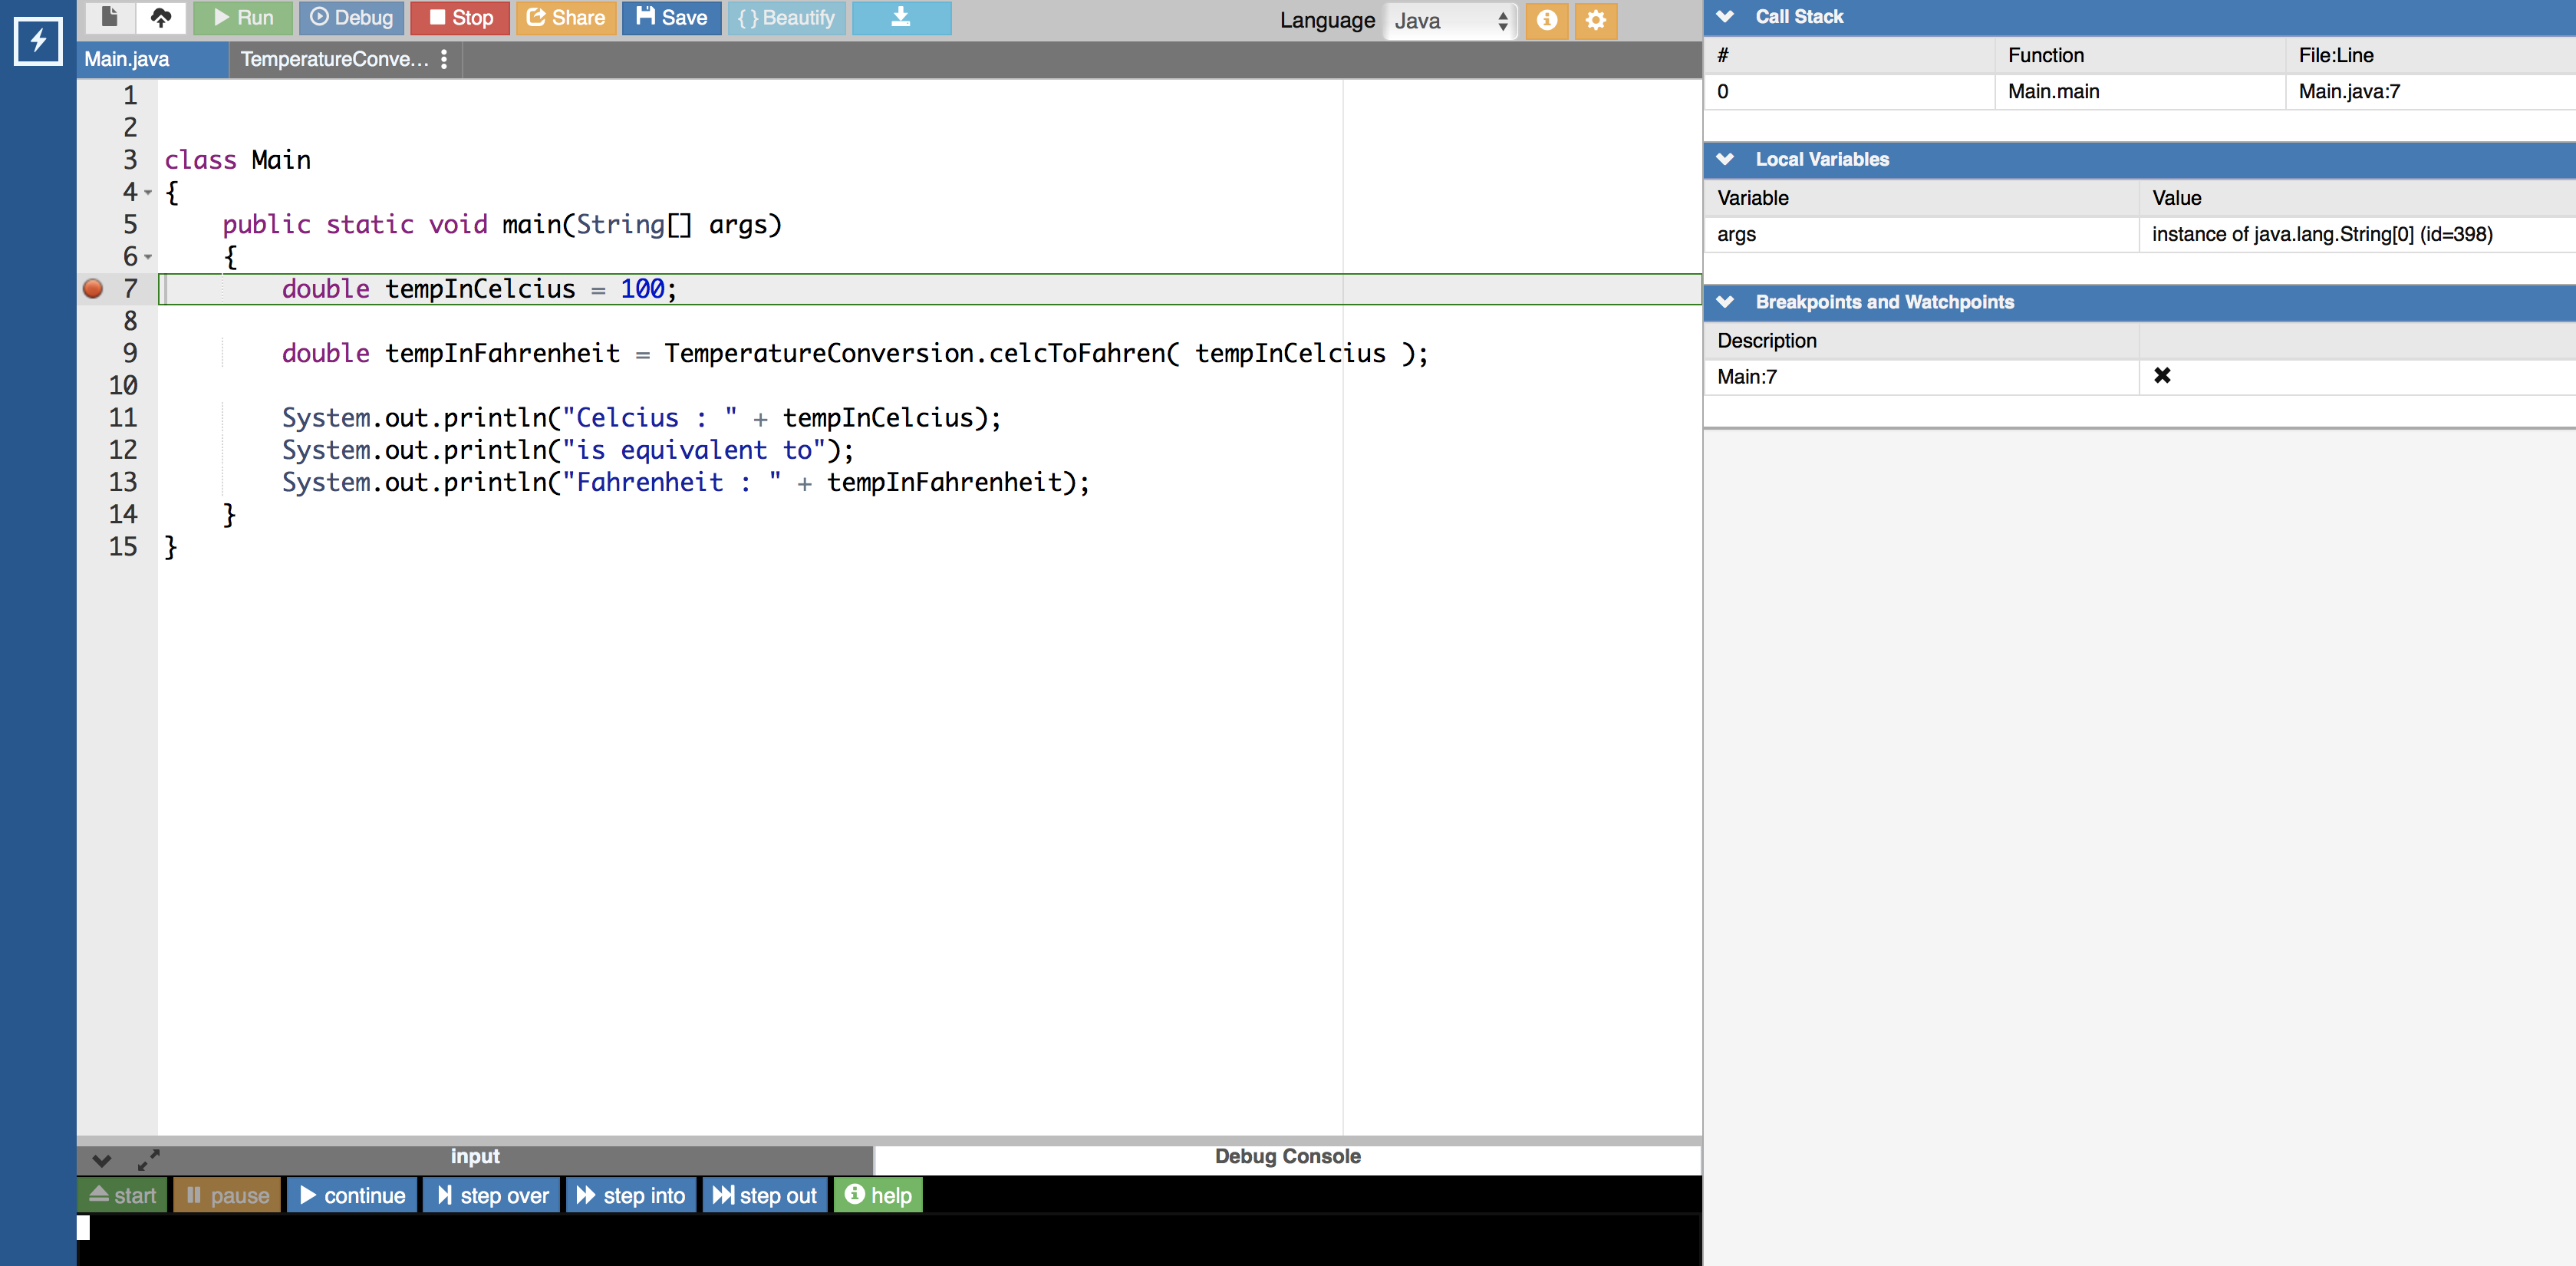 Run Debug Stop Share Save { } Beautify Language Java
Main.java TemperatureConve...
1
2
3 class Main
4 {
5 public static void main(String[] args)
6 {
7 double tempInCelcius = 100;
8
9 double tempInFahrenheit = TemperatureConversion.celcToFahren( tempInCelcius );
10
11 System.out.println("Celcius : " + tempInCelcius);
12 System.out.println("is equivalent to");
13 System.out.println("Fahrenheit : " + tempInFahrenheit);
14 }
15 }
input Debug Console
start pause continue step over step into step out help
Call Stack
# Function File:Line
0 Main.main Main.java:7
Local Variables
Variable Value
args instance of java.lang.String[0] (id=398)
Breakpoints and Watchpoints
Description
Main:7